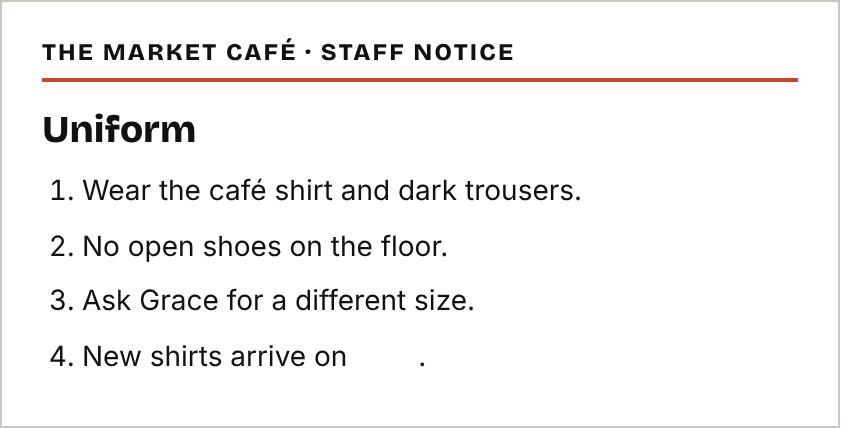 THE MARKET CAFÉ · STAFF NOTICE
Uniform
1. Wear the café shirt and dark trousers.
2. No open shoes on the floor.
3. Ask Grace for a different size.
4. New shirts arrive on .